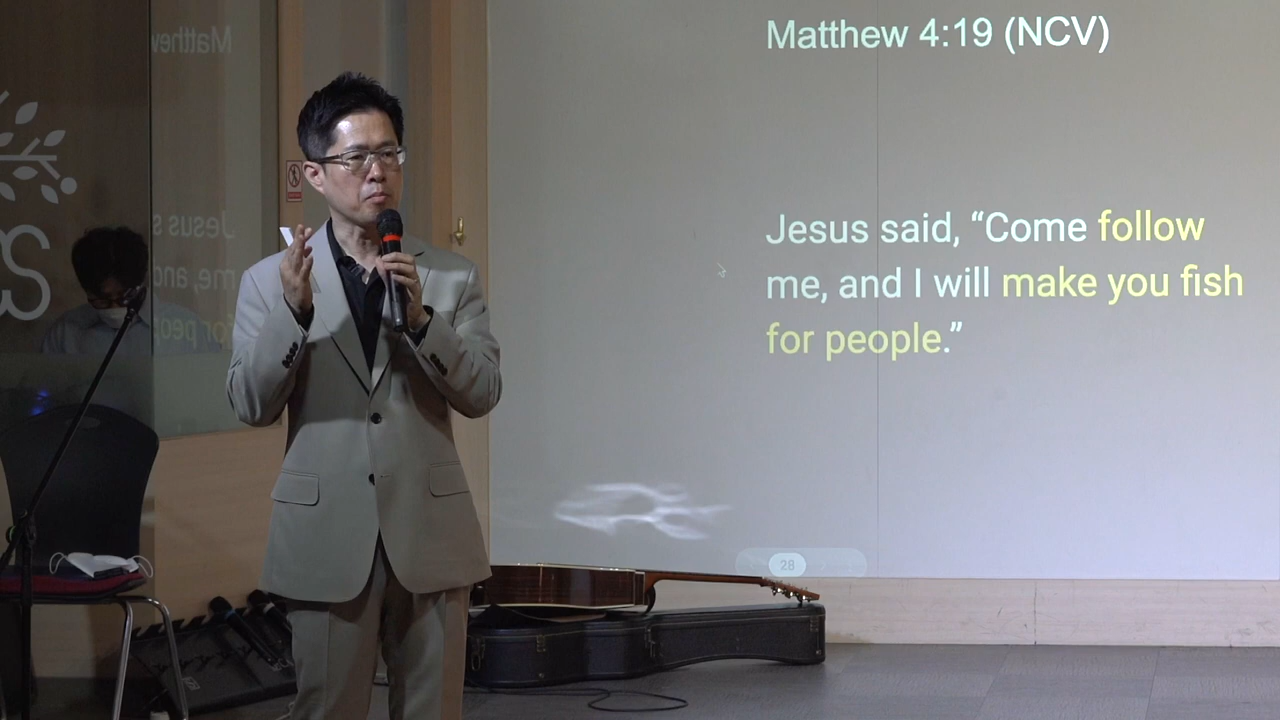 Matthew 4:19 (NCV)
Jesus said, “Come follow
me, and I will make you fish
for people.”
28